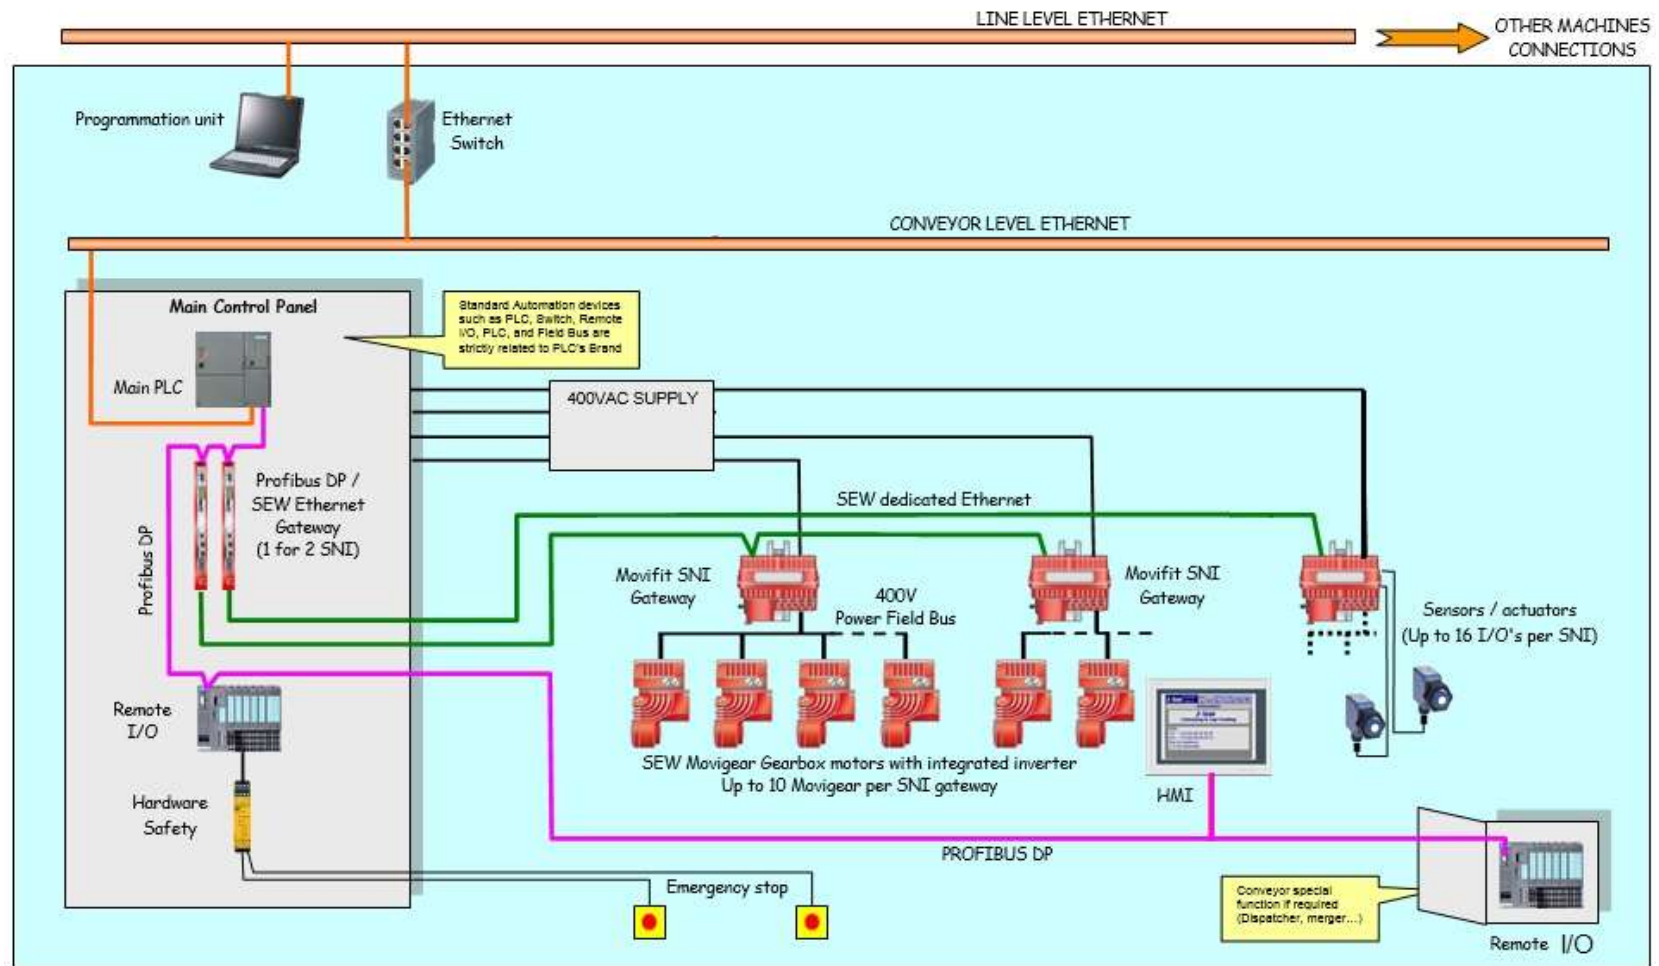 LINE LEVEL ETHERNET
OTHER MACHINES
CONNECTIONS
Programmation unit
Ethernet
Switch
CONVEYOR LEVEL ETHERNET
Main Control Panel
Standard Automation devices
such as PLC, Switch, Remote
I/O, PLC, and Field Bus are
strictly related to PLC's Brand
Main PLC
400VAC SUPPLY
Profibus DP /
SEW Ethernet
Gateway
(1 for 2 SNI)
Profibus DP
SEW dedicated Ethernet
Movifit SNI
Gateway
400V
Power Field Bus
Movifit SNI
Gateway
Sensors / actuators
(Up to 16 I/O's per SNI)
Remote
I/O
SEW Movigear Gearbox motors with integrated inverter
Up to 10 Movigear per SNI gateway
HMI
Hardware
Safety
PROFIBUS DP
Emergency stop
Conveyor special
function if required
(Dispatcher, merger...)
Remote I/O